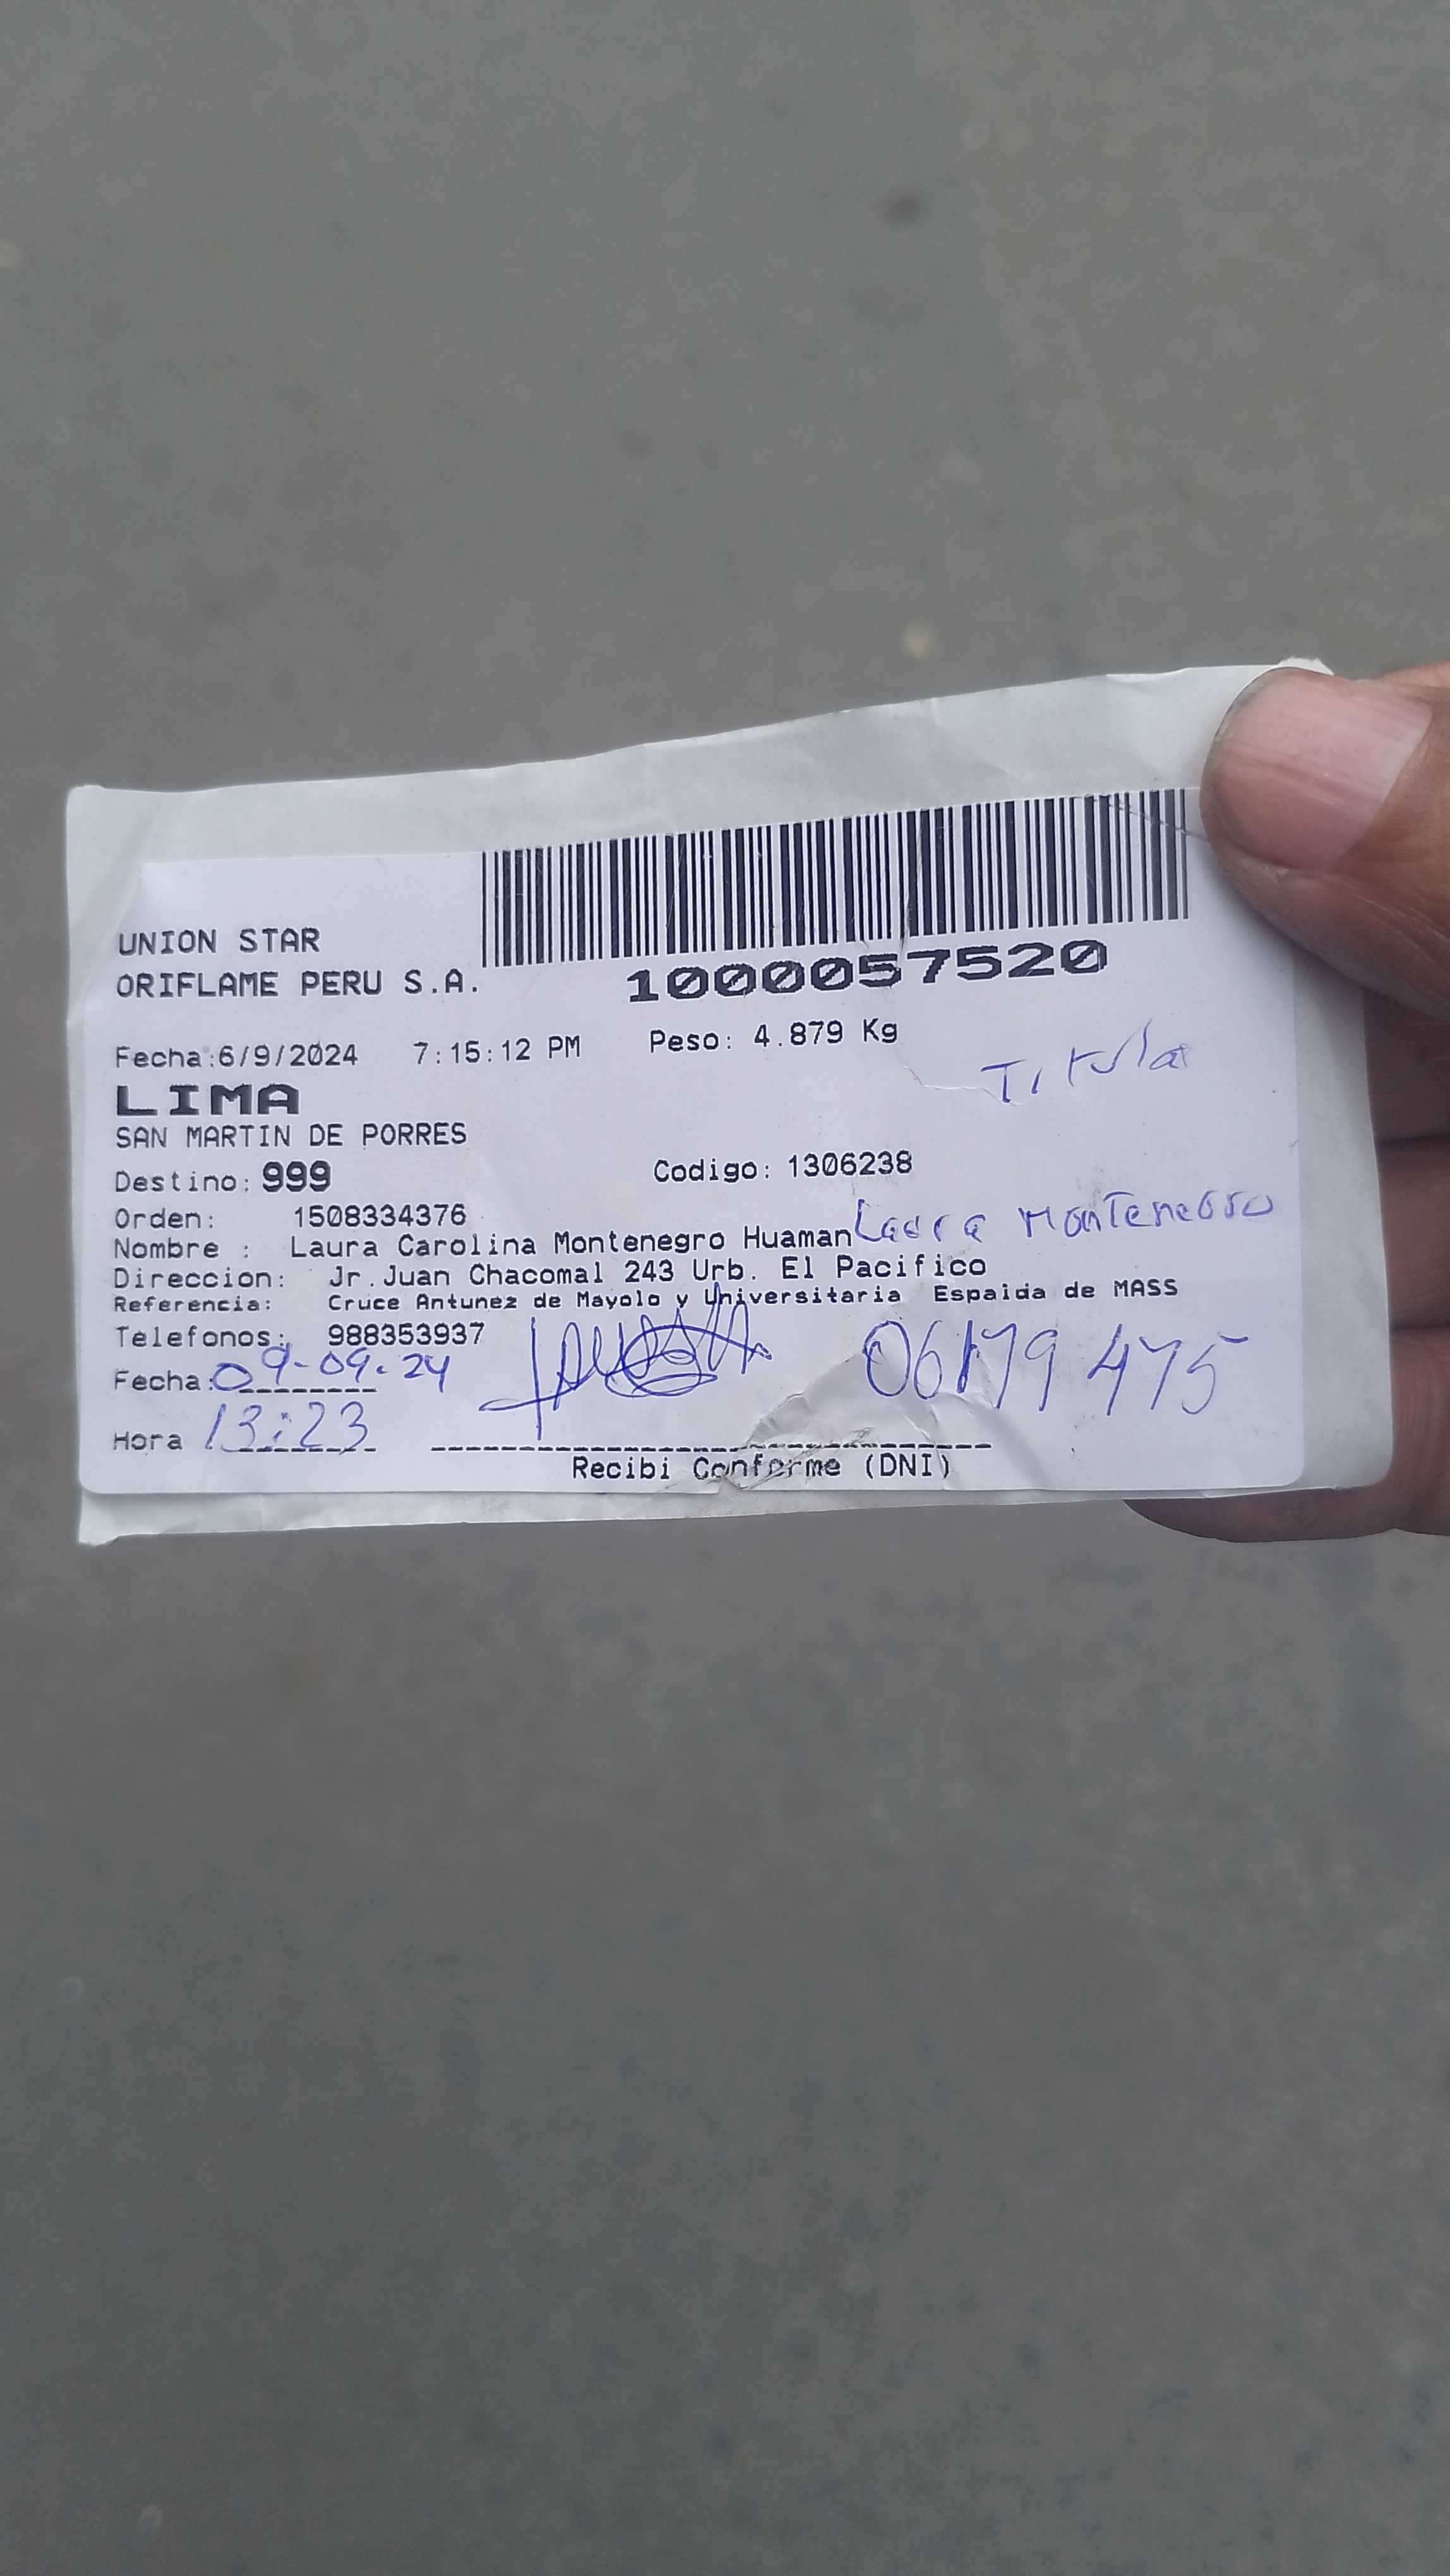 UNION STAR
ORIFLAME PERU S.A.
1000057520
Fecha:6/9/2024 7:15:12 PM Peso: 4.879 Kg
Titular
LIMA
SAN MARTIN DE PORRES
Destino: 999 Codigo: 1306238
Orden: 1508334376
Nombre : Laura Carolina Montenegro Huaman Laura Montenegro
Direccion: Jr.Juan Chacomal 243 Urb. El Pacifico
Referencia: Cruce Antunez de Mayolo y Universitaria Espalda de MASS
Telefonos: 988353937
Fecha: 09-09-24 06179475
Hora 13:23
Recibi Conforme (DNI)